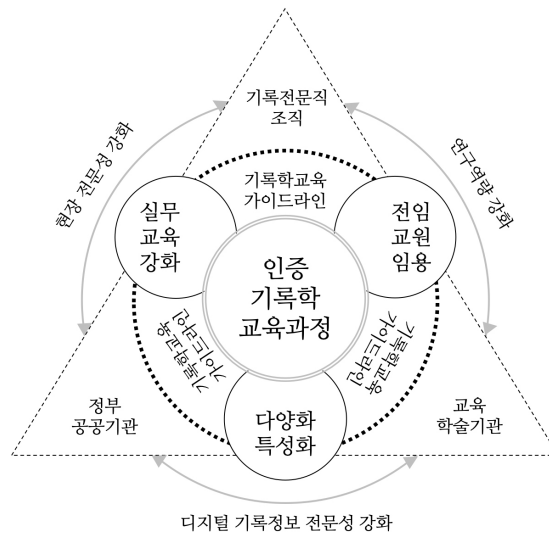 기록전문직
조직
현장 전문성 강화
연구역량 강화
기록학교육
가이드라인
실무
교육
강화
전임
교원
임용
인증
기록학
교육과정
기록학교육
가이드라인
기록학교육
가이드라인
정부
공공기관
다양화
특성화
교육
학술기관
디지털 기록정보 전문성 강화